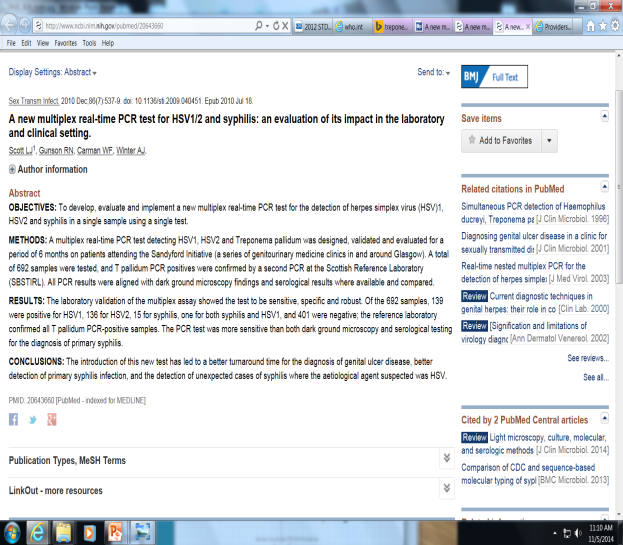 http://www.ncbi.nlm.nih.gov/pubmed/20643660
2012 STD...
who.int
trepone...
A new m...
A new m...
A new...
Providers...
File Edit View Favorites Tools Help
Display Settings: Abstract
Send to:
Sex Transm Infect. 2010 Dec;86(7):537-9. doi: 10.1136/sti.2009.040451. Epub 2010 Jul 18.
A new multiplex real-time PCR test for HSV1/2 and syphilis: an evaluation of its impact in the laboratory
and clinical setting.
Scott LJ1, Gunson RN, Carman WF, Winter AJ.
Author information
Abstract
OBJECTIVES: To develop, evaluate and implement a new multiplex real-time PCR test for the detection of herpes simplex virus (HSV)1,
HSV2 and syphilis in a single sample using a single test.
METHODS: A multiplex real-time PCR test detecting HSV1, HSV2 and Treponema pallidum was designed, validated and evaluated for a
period of 6 months on patients attending the Sandyford Initiative (a series of genitourinary medicine clinics in and around Glasgow). A total
of 692 samples were tested, and T pallidum PCR positives were confirmed by a second PCR at the Scottish Reference Laboratory
(SBSTIRL). All PCR results were aligned with dark ground microscopy findings and serological results where available and compared.
RESULTS: The laboratory validation of the multiplex assay showed the test to be sensitive, specific and robust. Of the 692 samples, 139
were positive for HSV1, 136 for HSV2, 15 for syphilis, one for both syphilis and HSV1, and 401 were negative; the reference laboratory
confirmed all T pallidum PCR-positive samples. The PCR test was more sensitive than both dark ground microscopy and serological testing
for the diagnosis of primary syphilis.
CONCLUSIONS: The introduction of this new test has led to a better turnaround time for the diagnosis of genital ulcer disease, better
detection of primary syphilis infection, and the detection of unexpected cases of syphilis where the aetiological agent suspected was HSV.
PMID: 20643660 [PubMed - indexed for MEDLINE]
Publication Types, MeSH Terms
LinkOut - more resources
BMJ Full Text
Save items
Add to Favorites
Related citations in PubMed
Simultaneous PCR detection of Haemophilus
ducreyi, Treponema pa [J Clin Microbiol. 1996]
Diagnosing genital ulcer disease in a clinic for
sexually transmitted di: [J Clin Microbiol. 2001]
Real-time nested multiplex PCR for the
detection of herpes simple: [J Med Virol. 2003]
Review Current diagnostic techniques in
genital herpes: their role in co [Clin Lab. 2000]
Review [Signification and limitations of
virology diagnc [Ann Dermatol Venereol. 2002]
See reviews...
See all...
Cited by 2 PubMed Central articles
Review Light microscopy, culture, molecular,
and serologic methods [J Clin Microbiol. 2014]
Comparison of CDC and sequence-based
molecular typing of sypl [BMC Microbiol. 2013]
11:10 AM
11/5/2014